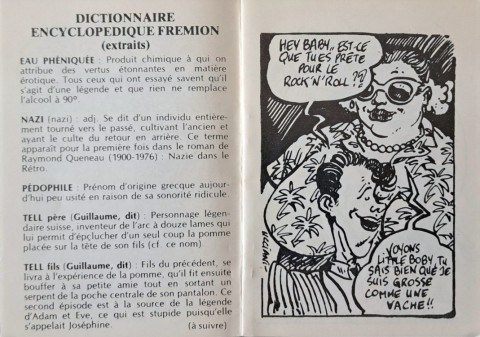 DICTIONNAIRE
ENCYCLOPEDIQUE FREMION
(extraits)
EAU PHÉNIQUÉE : Produit chimique à qui on
attribue des vertus étonnantes en matière
érotique. Tous ceux qui ont essayé savent qu'il
s'agit d'une légende et que rien ne remplace
l'alcool à 90°.
NAZI (nazi) : adj. Se dit d'un individu entière-
ment tourné vers le passé, cultivant l'ancien et
ayant le culte du retour en arrière. Ce terme
apparaît pour la première fois dans le roman de
Raymond Queneau (1900-1976) : Nazie dans le
Rétro.
PÉDOPHILE : Prénom d'origine grecque aujour-
d'hui peu usité en raison de sa sonorité ridicule.
TELL père (Guillaume, dit) : Personnage légen-
daire suisse, inventeur de l'arc à douze lames qui
lui permit d'éplucher d'un seul coup la pomme
placée sur la tête de son fils (cf. ce nom).
TELL fils (Guillaume, dit) : Fils du précédent, se
livra à l'expérience de la pomme, qu'il fit ensuite
bouffer à sa petite amie tout en sortant un
serpent de la poche centrale de son pantalon. Ce
second épisode est à la source de la légende
d'Adam et Eve, ce qui est stupide puisqu'elle
s'appelait Joséphine.
(à suivre)
HEY BABY.. EST-CE
QUE TU ES PRÊTE
POUR LE
ROCK'N'ROLL ?!?
VOYONS
LITTLE BOBY, TU
SAIS BIEN QUE JE
SUIS GROSSE
COMME UNE
VACHE!!